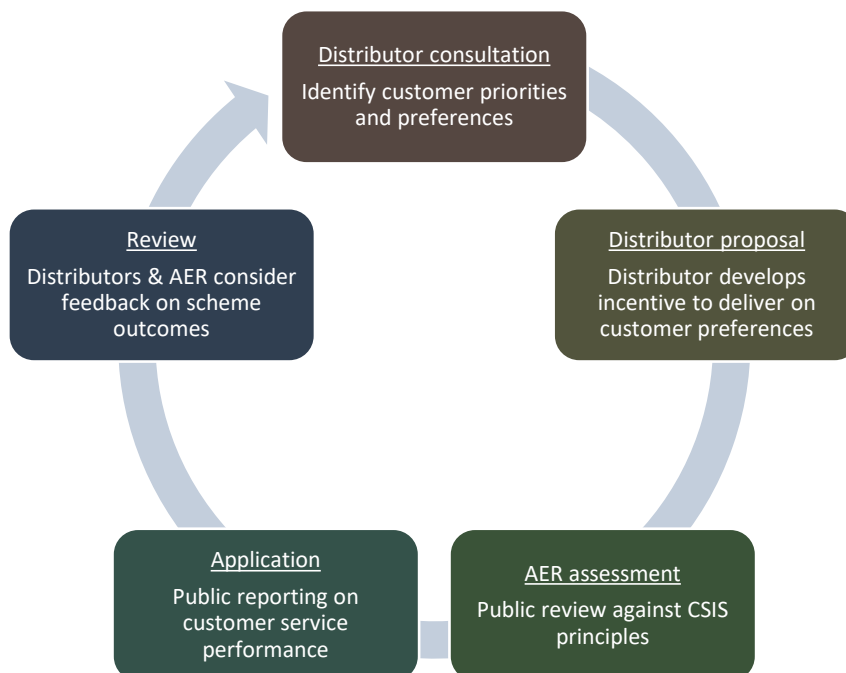 Distributor consultation
Identify customer priorities
and preferences
Distributor proposal
Distributor develops
incentive to deliver on
customer preferences
AER assessment
Public review against CSIS
principles
Application
Public reporting on
customer service
performance
Review
Distributors & AER consider
feedback on scheme
outcomes